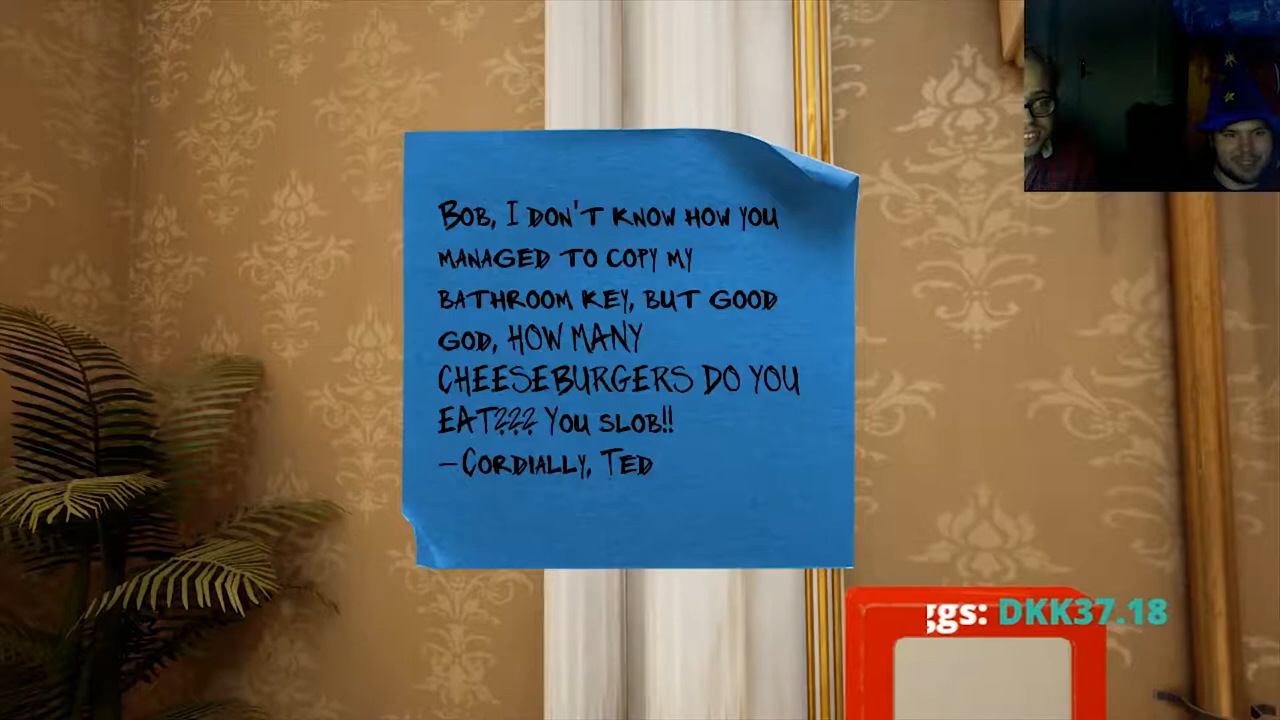 Bob, I don't know how you
managed to copy my
bathroom key, but good
god, HOW MANY
CHEESEBURGERS DO YOU
EAT??? You slob!!
—Cordially, Ted
DKK37.18